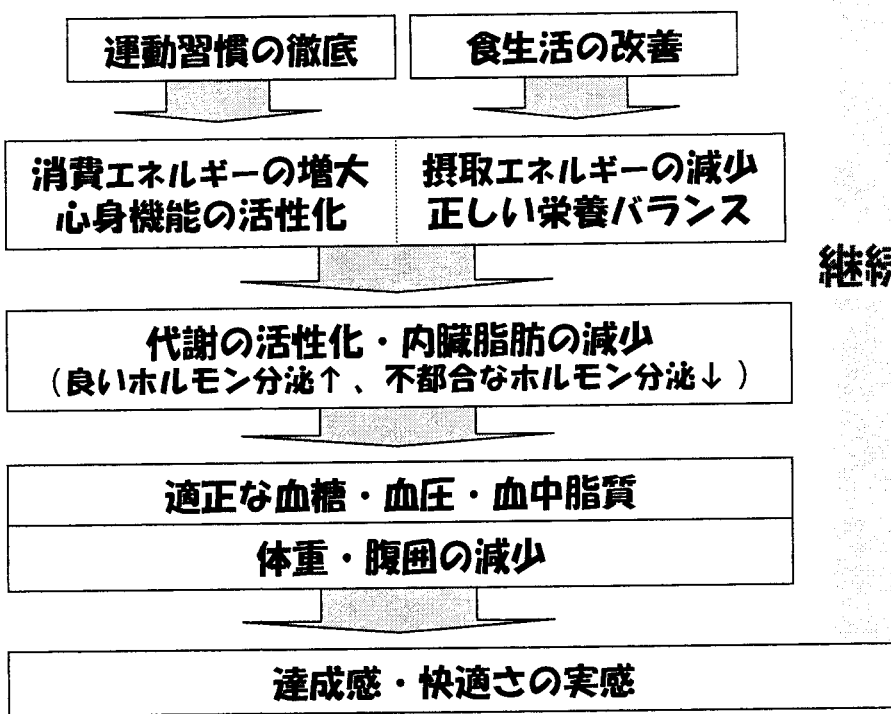 運動習慣の徹底
食生活の改善
消費エネルギーの増大
心身機能の活性化
摂取エネルギーの減少
正しい栄養バランス
継続
代謝の活性化・内臓脂肪の減少
（良いホルモン分泌↑、不都合なホルモン分泌↓）
適正な血糖・血圧・血中脂質
体重・腹囲の減少
達成感・快適さの実感